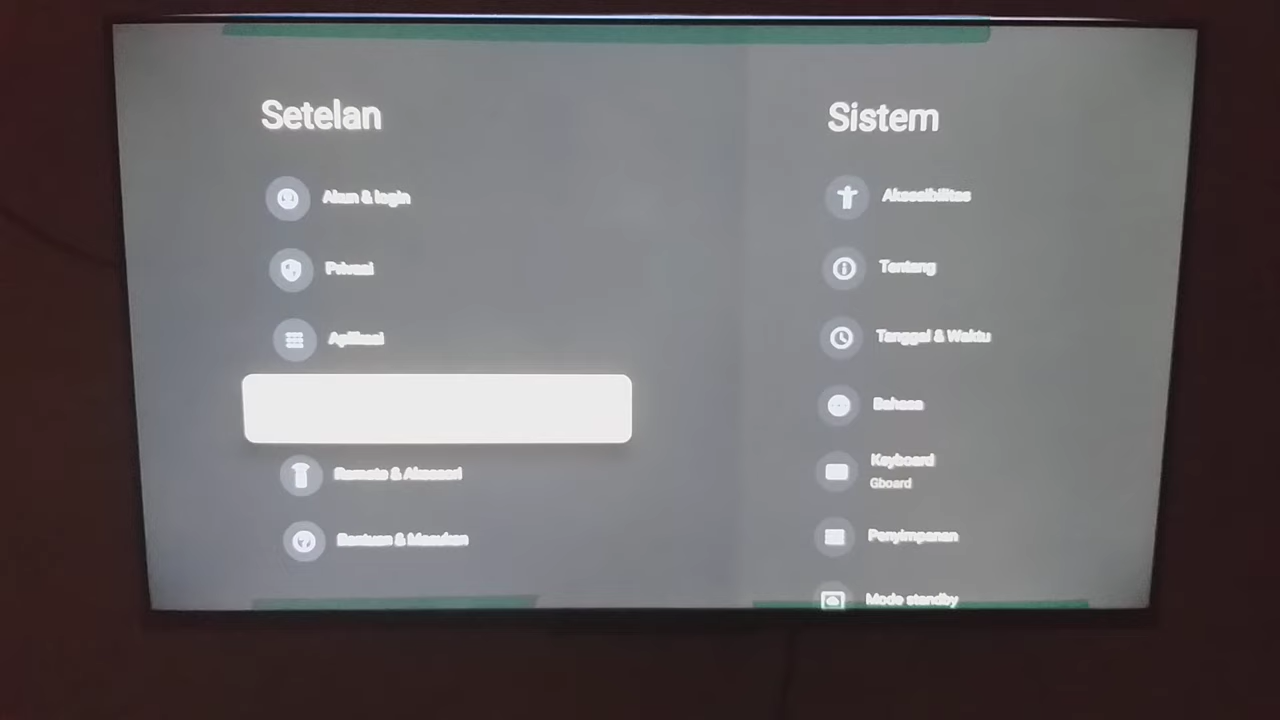 Setelan
Akun & login
Privasi
Aplikasi
Remote & Aksesori
Bantuan & Masukan
Sistem
Aksesibilitas
Tentang
Tanggal & Waktu
Bahasa
Keyboard
Gboard
Penyimpanan
Mode standby